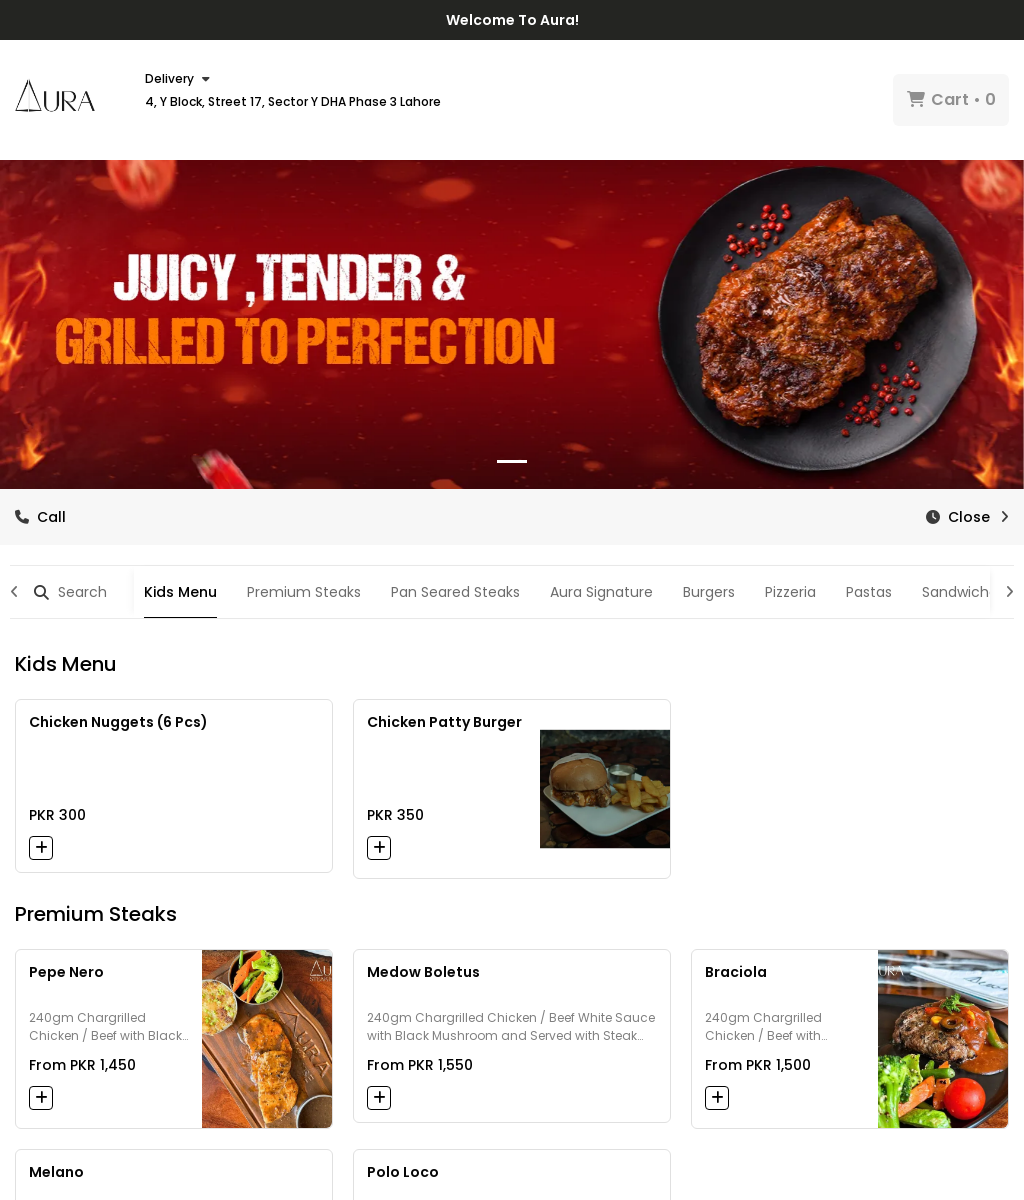 Welcome To Aura!
AURA
Delivery
4, Y Block, Street 17, Sector Y DHA Phase 3 Lahore
Cart • 0
JUICY ,TENDER &
GRILLED TO PERFECTION
Call
Close
Search
Kids Menu
Premium Steaks
Pan Seared Steaks
Aura Signature
Burgers
Pizzeria
Pastas
Sandwich
Kids Menu
Chicken Nuggets (6 Pcs)
PKR 300
Chicken Patty Burger
PKR 350
Premium Steaks
Pepe Nero
240gm Chargrilled
Chicken / Beef with Black...
From PKR 1,450
AURA
Medow Boletus
240gm Chargrilled Chicken / Beef White Sauce
with Black Mushroom and Served with Steak...
From PKR 1,550
Braciola
240gm Chargrilled
Chicken / Beef with...
From PKR 1,500
URA
Melano
Polo Loco